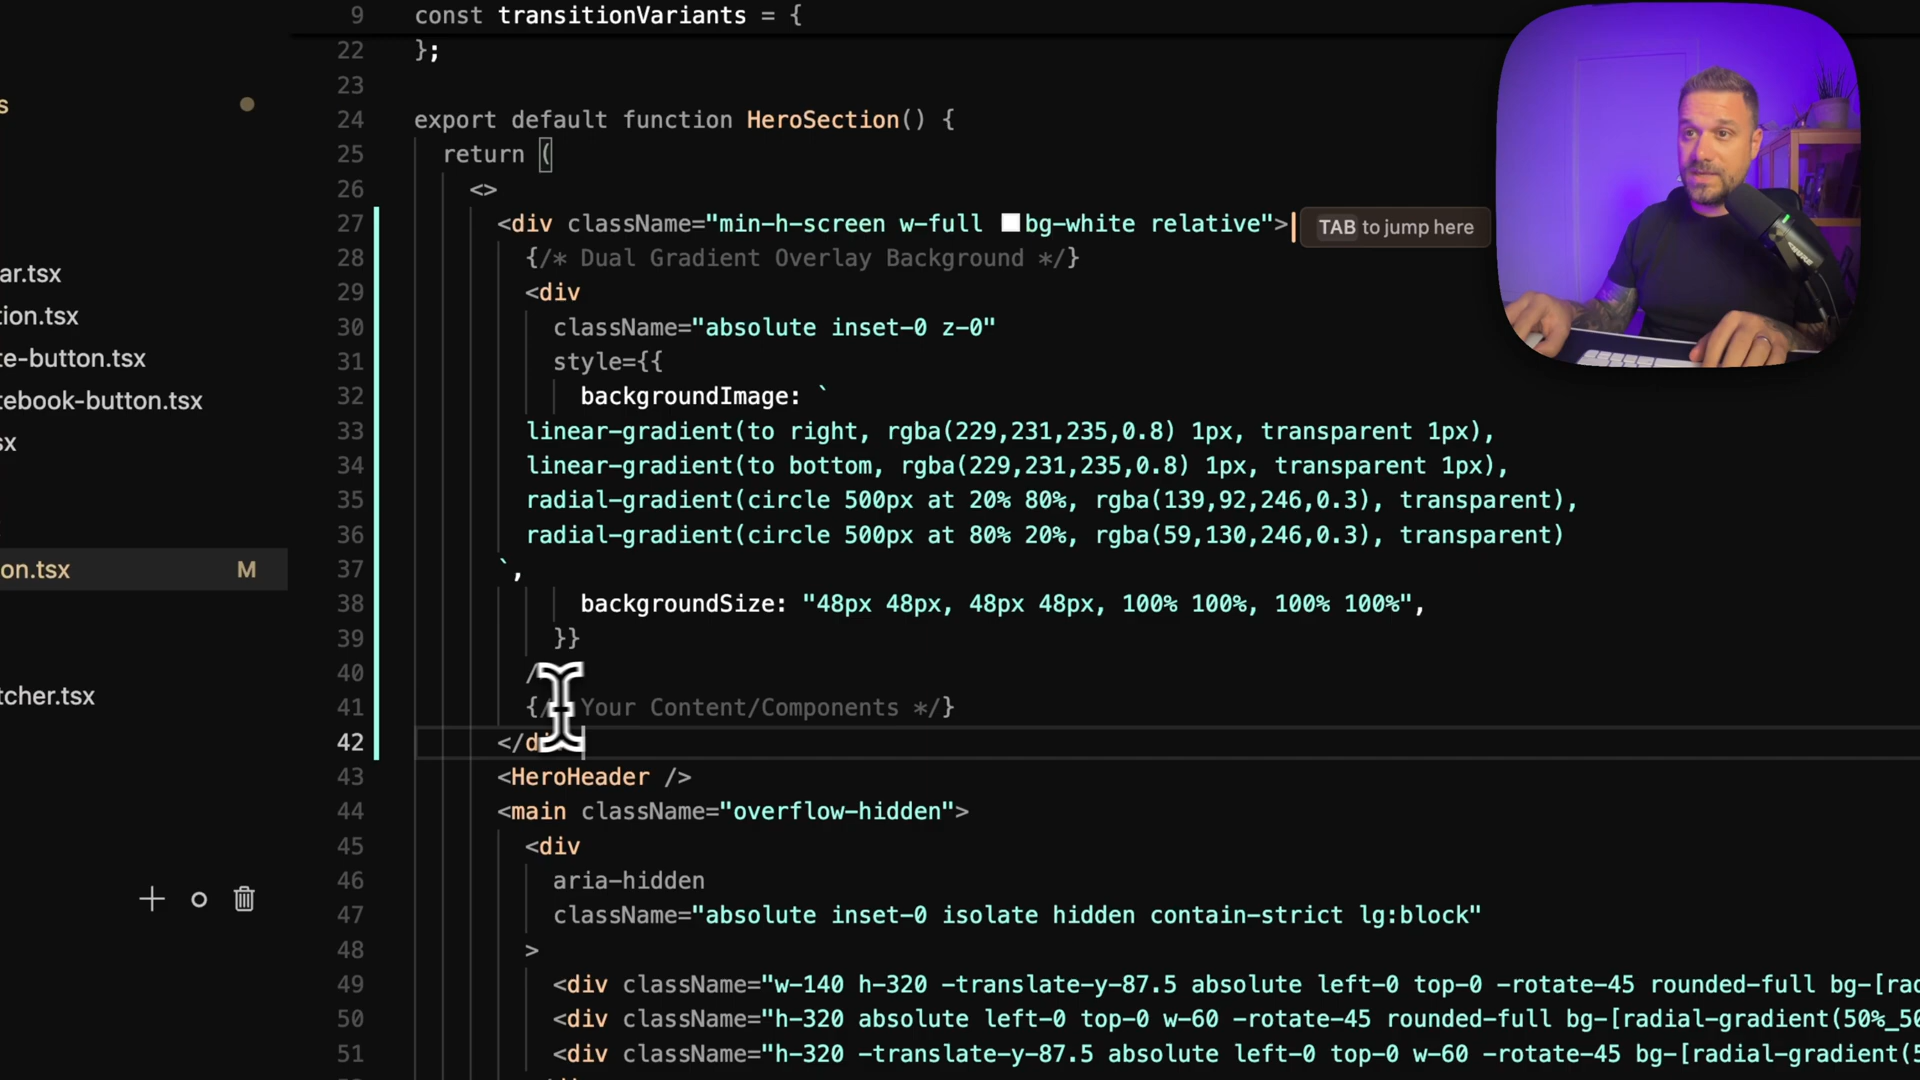 9 const transitionVariants = {
22 };
23
24 export default function HeroSection() {
25 return (
26 <>
27 <div className="min-h-screen w-full bg-white relative"> TAB to jump here
28 {/* Dual Gradient Overlay Background */}
29 <div
30 className="absolute inset-0 z-0"
31 style={{
32 backgroundImage: `
33 linear-gradient(to right, rgba(229,231,235,0.8) 1px, transparent 1px),
34 linear-gradient(to bottom, rgba(229,231,235,0.8) 1px, transparent 1px),
35 radial-gradient(circle 500px at 20% 80%, rgba(139,92,246,0.3), transparent),
36 radial-gradient(circle 500px at 80% 20%, rgba(59,130,246,0.3), transparent)
37 `,
38 backgroundSize: "48px 48px, 48px 48px, 100% 100%, 100% 100%",
39 }}
40 /
41 {/ Your Content/Components */}
42 </d
43 <HeroHeader />
44 <main className="overflow-hidden">
45 <div
46 aria-hidden
47 className="absolute inset-0 isolate hidden contain-strict lg:block"
48 >
49 <div className="w-140 h-320 -translate-y-87.5 absolute left-0 top-0 -rotate-45 rounded-full bg-[rad
50 <div className="h-320 absolute left-0 top-0 w-60 -rotate-45 rounded-full bg-[radial-gradient(50%_50
51 <div className="h-320 -translate-y-87.5 absolute left-0 top-0 w-60 -rotate-45 bg-[radial-gradient(5
s
ar.tsx
tion.tsx
te-button.tsx
tebook-button.tsx
sx
on.tsx M
tcher.tsx